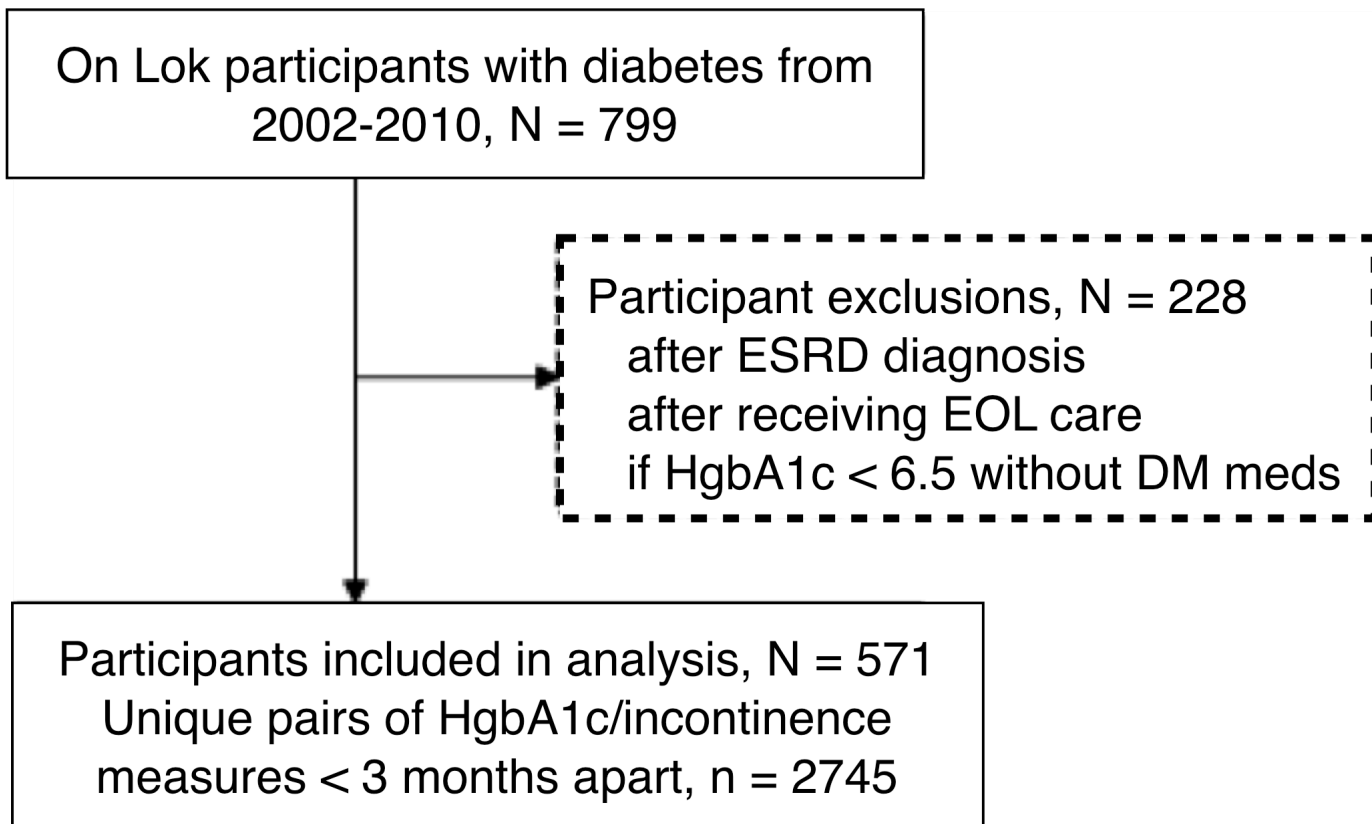 On Lok participants with diabetes from
2002-2010, N = 799
Participant exclusions, N = 228
after ESRD diagnosis
after receiving EOL care
if HgbA1c < 6.5 without DM meds
Participants included in analysis, N = 571
Unique pairs of HgbA1c/incontinence
measures < 3 months apart, n = 2745